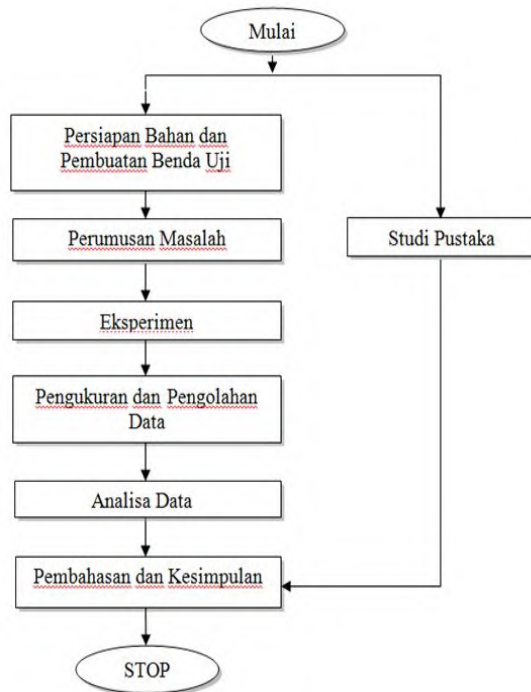 Mulai
Persiapan Bahan dan
Pembuatan Benda Uji
Perumusan Masalah
Studi Pustaka
Eksperimen
Pengukuran dan Pengolahan
Data
Analisa Data
Pembahasan dan Kesimpulan
STOP